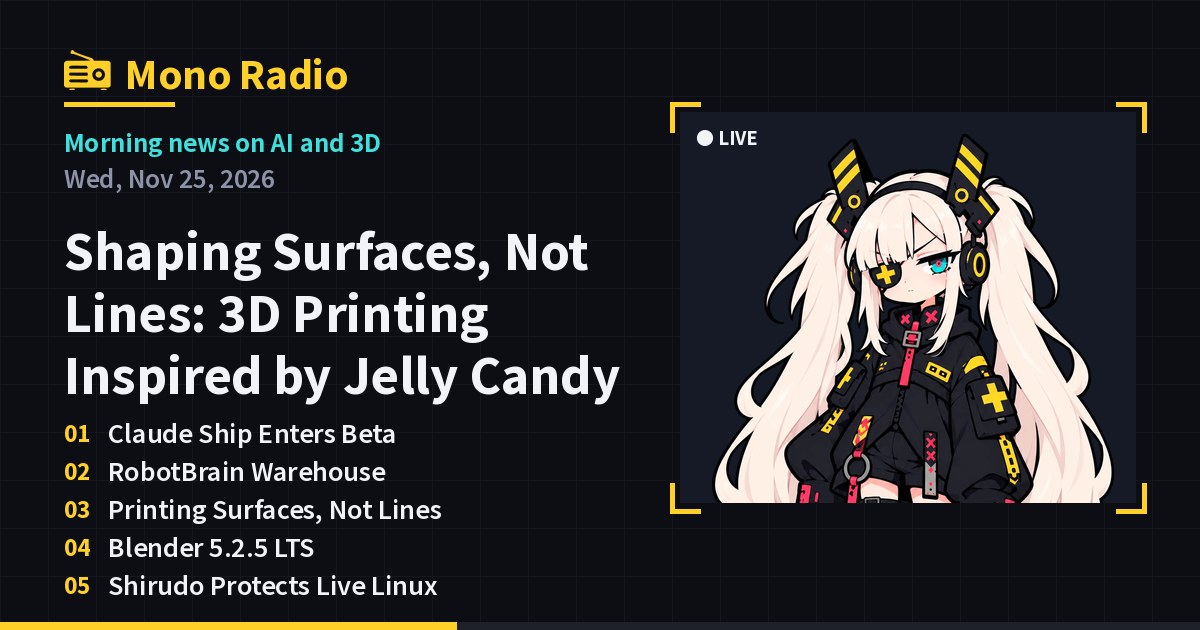 Mono Radio
Morning news on AI and 3D
Wed, Nov 25, 2026
Shaping Surfaces, Not
Lines: 3D Printing
Inspired by Jelly Candy
01 Claude Ship Enters Beta
02 RobotBrain Warehouse
03 Printing Surfaces, Not Lines
04 Blender 5.2.5 LTS
05 Shirudo Protects Live Linux
LIVE